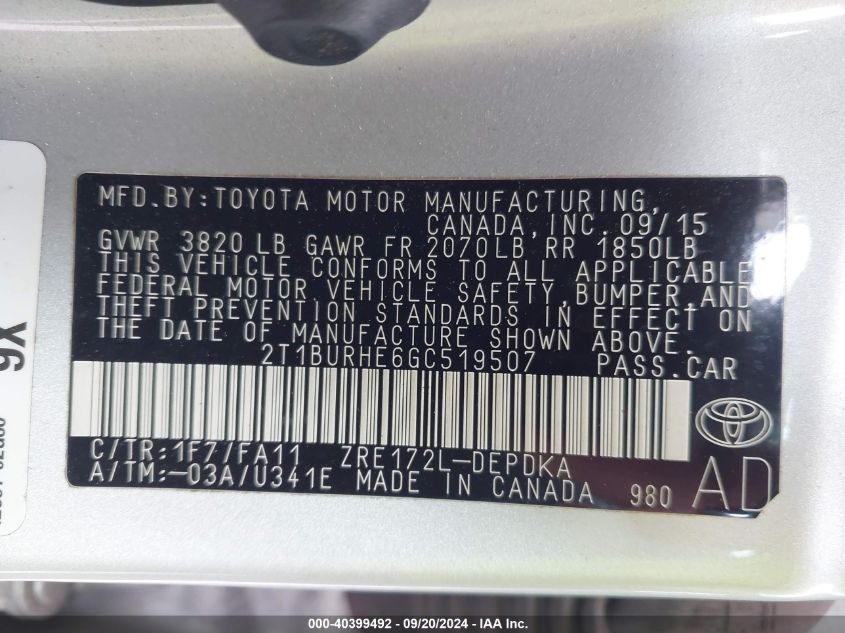 MFD.BY:TOYOTA MOTOR MANUFACTURING,
CANADA,INC. 09/15
GVWR 3820 LB GAWR FR 2070LB RR 1850LB
THIS VEHICLE CONFORMS TO ALL APPLICABLE
FEDERAL MOTOR VEHICLE SAFETY,BUMPER,AND
THEFT PREVENTION STANDARDS IN EFFECT ON
THE DATE OF MANUFACTURE SHOWN ABOVE.
2T1BURHE6GC519507 PASS.CAR
C/TR:1F7/FA11 ZRE172L-DEPDKA
A/TM:-03A/U341E MADE IN CANADA 980 AD
9X
000-40399492 - 09/20/2024 - IAA Inc.